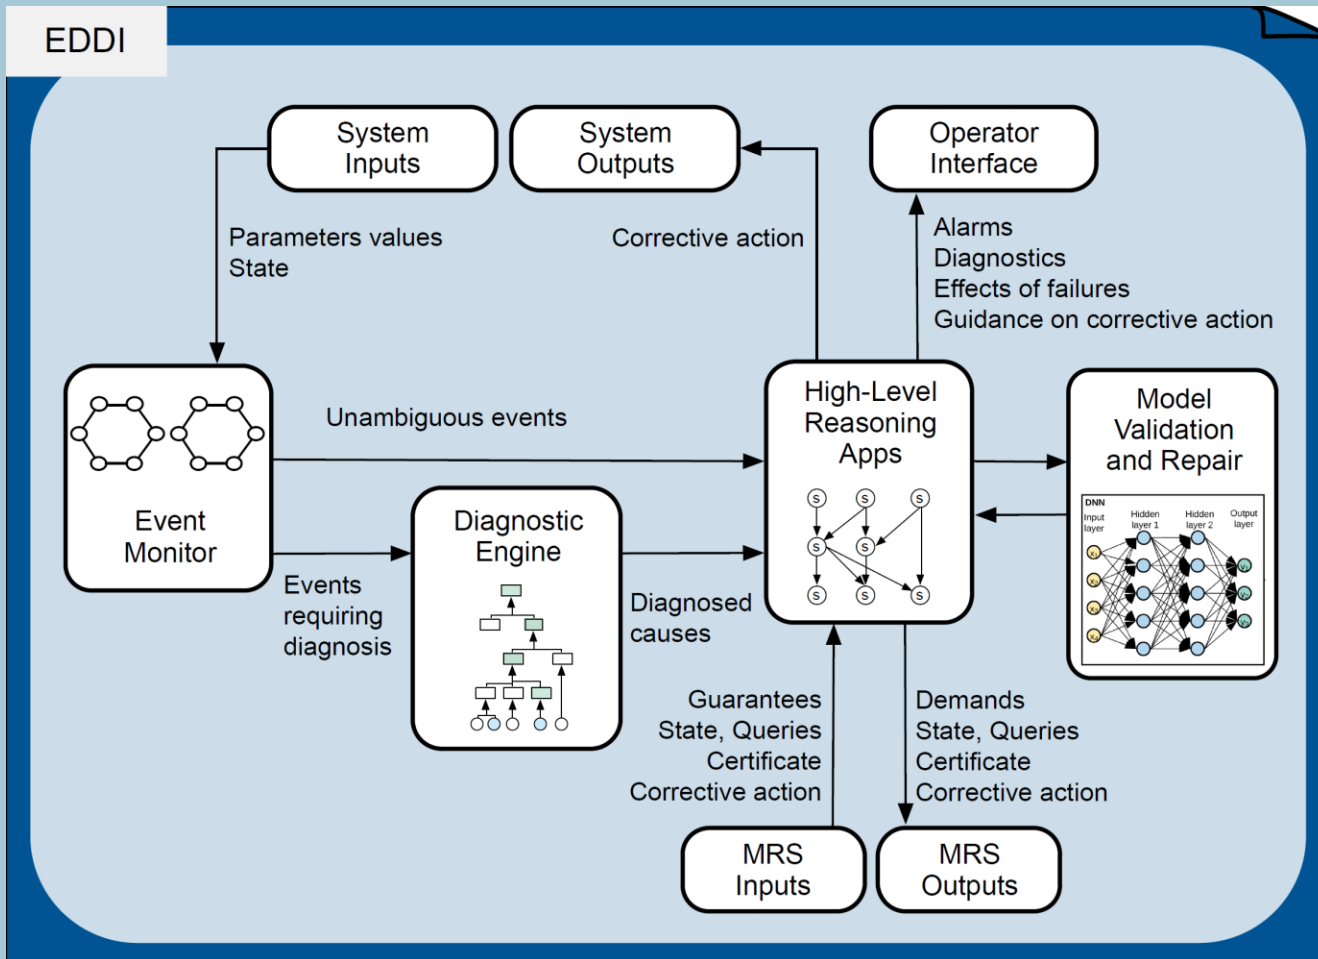 EDDI
System
Inputs
System
Outputs
Operator
Interface
Parameters values
State
Corrective action
Alarms
Diagnostics
Effects of failures
Guidance on corrective action
Event
Monitor
Unambiguous events
Events
requiring
diagnosis
Diagnostic
Engine
Diagnosed
causes
High-Level
Reasoning
Apps
S S S
S S
S S S
Model
Validation
and Repair
DNN
Input
layer
Hidden
layer 1
Hidden
layer 2
Output
layer
Guarantees
State, Queries
Certificate
Corrective action
Demands
State, Queries
Certificate
Corrective action
MRS
Inputs
MRS
Outputs